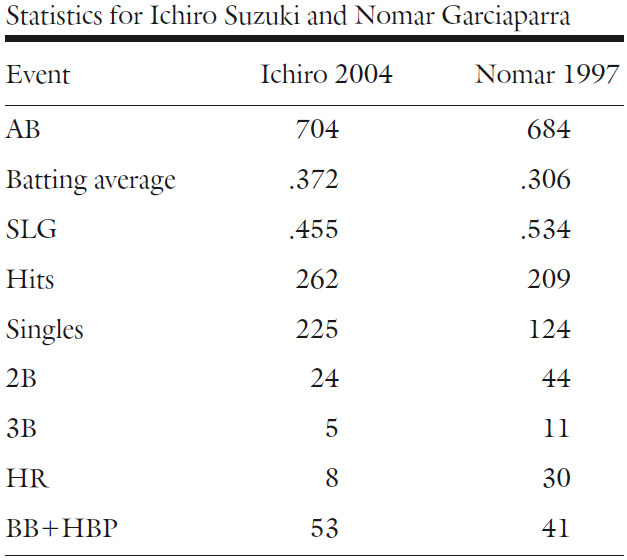 Statistics for Ichiro Suzuki and Nomar Garciaparra
Event Ichiro 2004 Nomar 1997
AB 704 684
Batting average .372 .306
SLG .455 .534
Hits 262 209
Singles 225 124
2B 24 44
3B 5 11
HR 8 30
BB+HBP 53 41